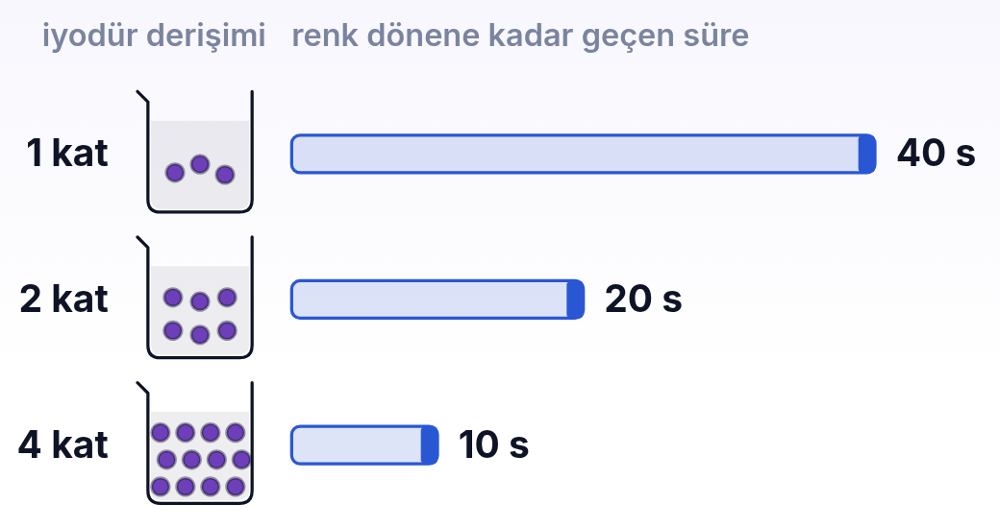 iyodür derişimi renk dönene kadar geçen süre
1 kat 40 s
2 kat 20 s
4 kat 10 s